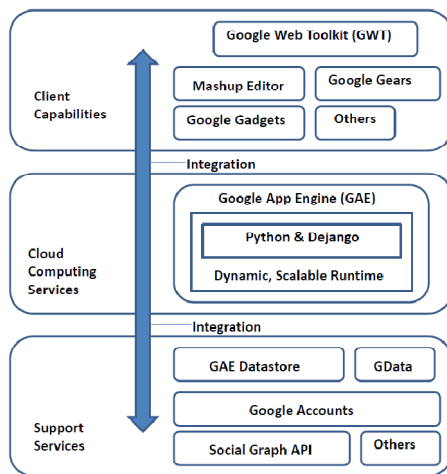 Google Web Toolkit (GWT)
Mashup Editor
Google Gears
Client
Capabilities
Google Gadgets
Others
Integration
Google App Engine (GAE)
Python & Dejango
Cloud
Computing
Services
Dynamic, Scalable Runtime
Integration
GAE Datastore
GData
Google Accounts
Support
Services
Social Graph API
Others